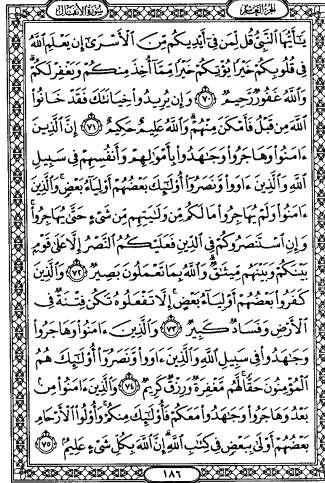 الجزء العاشر سورة الأنفال
يَٰٓأَيُّهَا ٱلنَّبِىُّ قُل لِّمَن فِىٓ أَيْدِيكُم مِّنَ ٱلْأَسْرَىٰٓ إِن يَعْلَمِ ٱللَّهُ
فِى قُلُوبِكُمْ خَيْرًا يُؤْتِكُمْ خَيْرًا مِّمَّآ أُخِذَ مِنكُمْ وَيَغْفِرْ لَكُمْ
وَٱللَّهُ غَفُورٌ رَّحِيمٌ ﴿٧٠﴾ وَإِن يُرِيدُوا۟ خِيَانَتَكَ فَقَدْ خَانُوا۟
ٱللَّهَ مِن قَبْلُ فَأَمْكَنَ مِنْهُمْ وَٱللَّهُ عَلِيمٌ حَكِيمٌ ﴿٧١﴾ إِنَّ ٱلَّذِينَ
ءَامَنُوا۟ وَهَاجَرُوا۟ وَجَٰهَدُوا۟ بِأَمْوَٰلِهِمْ وَأَنفُسِهِمْ فِى سَبِيلِ
ٱللَّهِ وَٱلَّذِينَ ءَاوَوا۟ وَّنَصَرُوٓا۟ أُو۟لَٰٓئِكَ بَعْضُهُمْ أَوْلِيَآءُ بَعْضٍ وَٱلَّذِينَ
ءَامَنُوا۟ وَلَمْ يُهَاجِرُوا۟ مَا لَكُم مِّن وَلَٰيَتِهِم مِّن شَىْءٍ حَتَّىٰ يُهَاجِرُوا۟
وَإِنِ ٱسْتَنصَرُوكُمْ فِى ٱلدِّينِ فَعَلَيْكُمُ ٱلنَّصْرُ إِلَّا عَلَىٰ قَوْمٍۭ
بَيْنَكُمْ وَبَيْنَهُم مِّيثَٰقٌ وَٱللَّهُ بِمَا تَعْمَلُونَ بَصِيرٌ ﴿٧٢﴾ وَٱلَّذِينَ
كَفَرُوا۟ بَعْضُهُمْ أَوْلِيَآءُ بَعْضٍ إِلَّا تَفْعَلُوهُ تَكُن فِتْنَةٌ فِى
ٱلْأَرْضِ وَفَسَادٌ كَبِيرٌ ﴿٧٣﴾ وَٱلَّذِينَ ءَامَنُوا۟ وَهَاجَرُوا۟
وَجَٰهَدُوا۟ فِى سَبِيلِ ٱللَّهِ وَٱلَّذِينَ ءَاوَوا۟ وَّنَصَرُوٓا۟ أُو۟لَٰٓئِكَ هُمُ
ٱلْمُؤْمِنُونَ حَقًّا لَّهُم مَّغْفِرَةٌ وَرِزْقٌ كَرِيمٌ ﴿٧٤﴾ وَٱلَّذِينَ ءَامَنُوا۟ مِنۢ
بَعْدُ وَهَاجَرُوا۟ وَجَٰهَدُوا۟ مَعَكُمْ فَأُو۟لَٰٓئِكَ مِنكُمْ وَأُو۟لُوا۟ ٱلْأَرْحَامِ
بَعْضُهُمْ أَوْلَىٰ بِبَعْضٍ فِى كِتَٰبِ ٱللَّهِ إِنَّ ٱللَّهَ بِكُلِّ شَىْءٍ عَلِيمٌۢ ﴿٧٥﴾
١٨٦